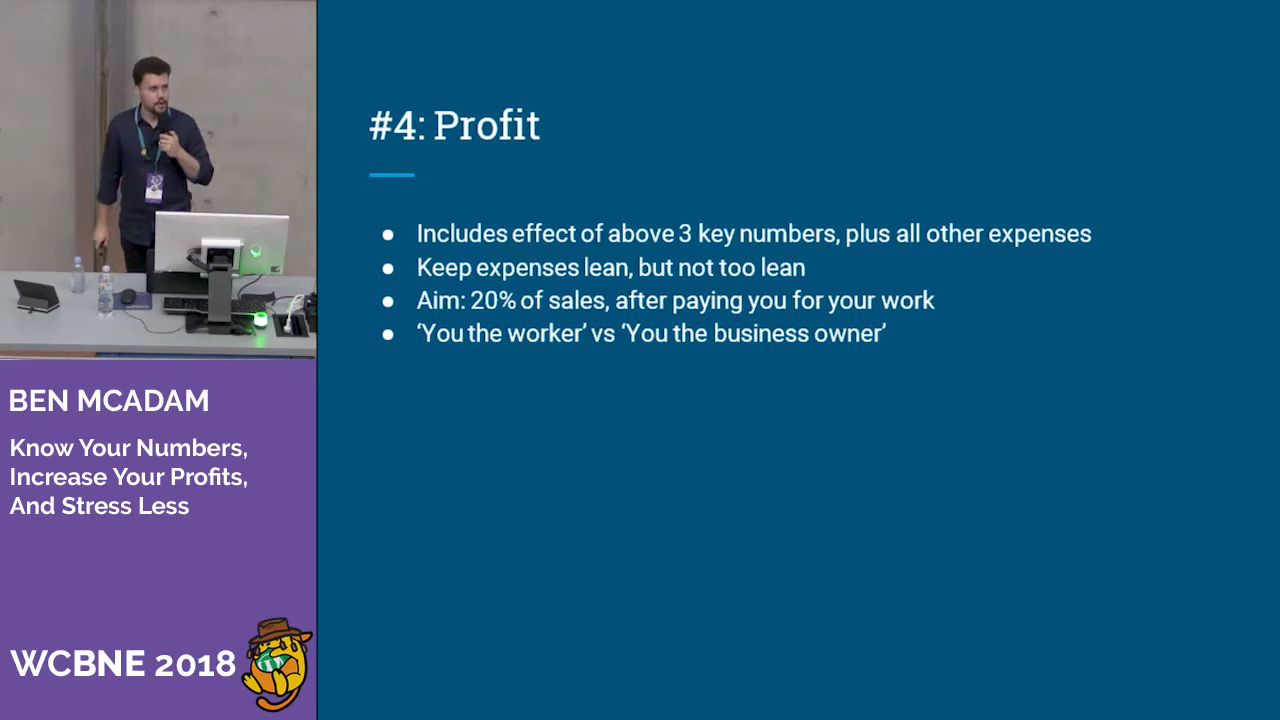 #4: Profit
● Includes effect of above 3 key numbers, plus all other expenses
● Keep expenses lean, but not too lean
● Aim: 20% of sales, after paying you for your work
● ‘You the worker’ vs ‘You the business owner’
BEN MCADAM
Know Your Numbers,
Increase Your Profits,
And Stress Less
WCBNE 2018